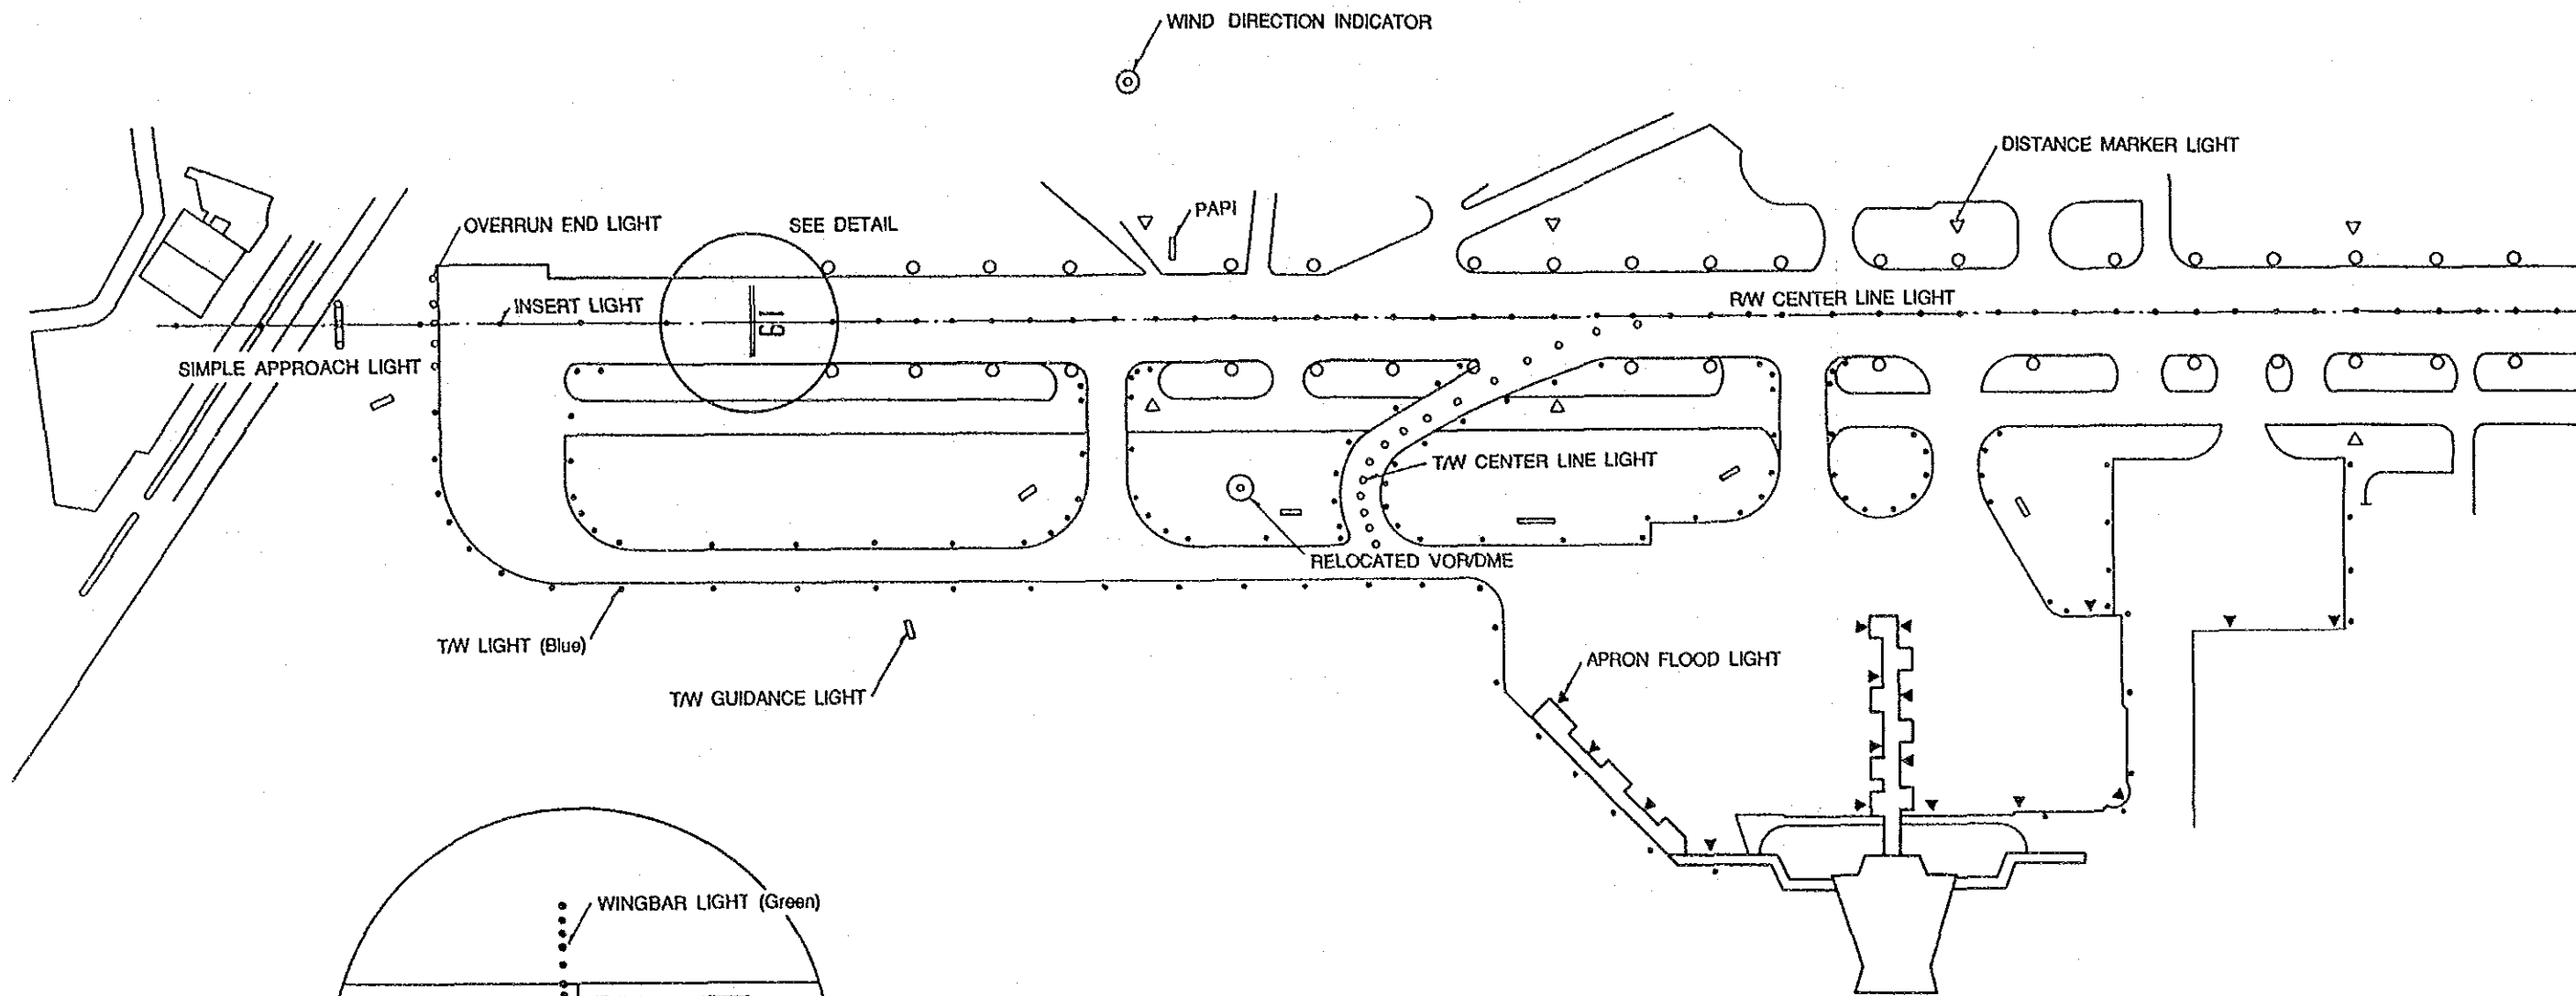 WIND DIRECTION INDICATOR
DISTANCE MARKER LIGHT
PAPI
OVERRUN END LIGHT
SEE DETAIL
INSERT LIGHT
19
R/W CENTER LINE LIGHT
SIMPLE APPROACH LIGHT
T/W CENTER LINE LIGHT
RELOCATED VOR/DME
T/W LIGHT (Blue)
T/W GUIDANCE LIGHT
APRON FLOOD LIGHT
WINGBAR LIGHT (Green)